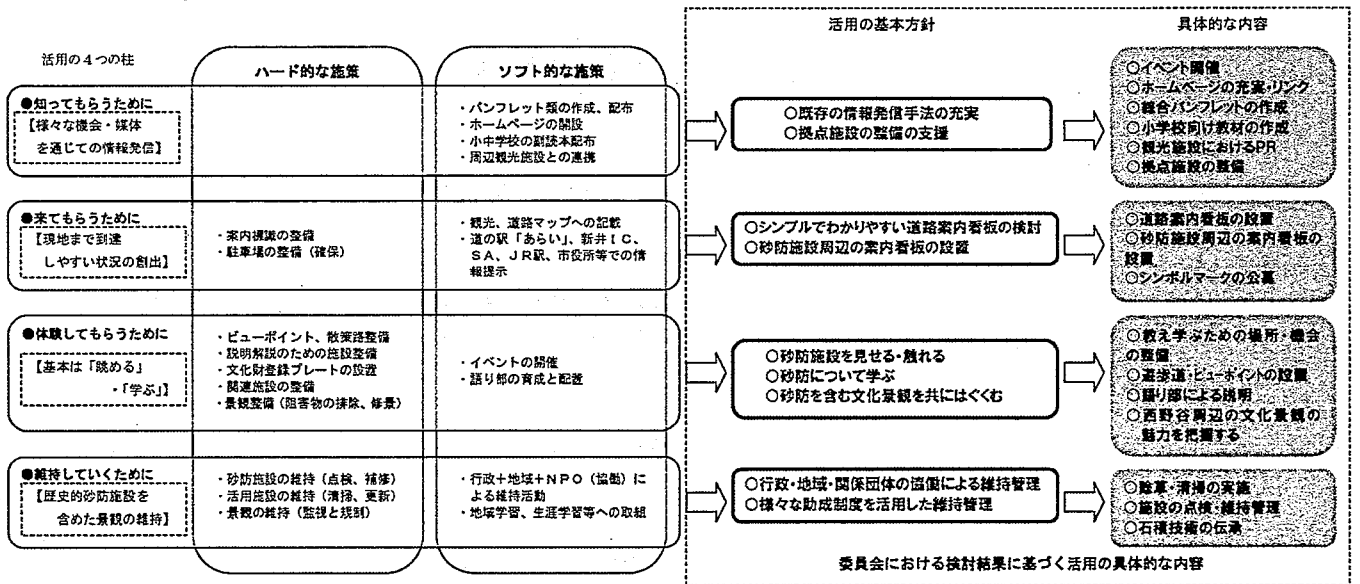 活用の4つの柱
ハード的な施策
ソフト的な施策
活用の基本方針
具体的な内容
●知ってもらうために
【様々な機会・媒体
を通じての情報発信】
・パンフレット類の作成、配布
・ホームページの開設
・小中学校の副読本配布
・周辺観光施設との連携
○既存の情報発信手法の充実
○拠点施設の整備の支援
○イベント開催
○ホームページの充実・リンク
○総合パンフレットの作成
○小学校向け教材の作成
○観光施設におけるPR
○拠点施設の整備
●来てもらうために
【現地まで到達
しやすい状況の創出】
・案内標識の整備
・駐車場の整備（確保）
・観光、道路マップへの記載
・道の駅「あらい」、新井ＩＣ、
ＳＡ、ＪＲ駅、市役所等での情
報提示
○シンプルでわかりやすい道路案内看板の検討
○砂防施設周辺の案内看板の設置
○道路案内看板の設置
○砂防施設周辺の案内看板の
設置
○シンボルマークの公募
●体験してもらうために
【基本は「眺める」
・「学ぶ」】
・ビューポイント、散策路整備
・説明解説のための施設整備
・文化財登録プレートの設置
・関連施設の整備
・景観整備（阻害物の排除、修景）
・イベントの開催
・語り部の育成と配置
○砂防施設を見せる・触れる
○砂防について学ぶ
○砂防を含む文化景観を共にはぐくむ
○教え学ぶための場所・機会
の整備
○遊歩道・ビューポイントの設置
○語り部による説明
○西野谷周辺の文化景観の
魅力を把握する
●維持していくために
【歴史的砂防施設を
含めた景観の維持】
・砂防施設の維持（点検、補修）
・活用施設の維持（清掃、更新）
・景観の維持（監視と規制）
・行政＋地域＋ＮＰＯ（協働）に
よる維持活動
・地域学習、生涯学習等への取組
○行政・地域・関係団体の協働による維持管理
○様々な助成制度を活用した維持管理
○除草・清掃の実施
○施設の点検・維持管理
○石積技術の伝承
委員会における検討結果に基づく活用の具体的な内容